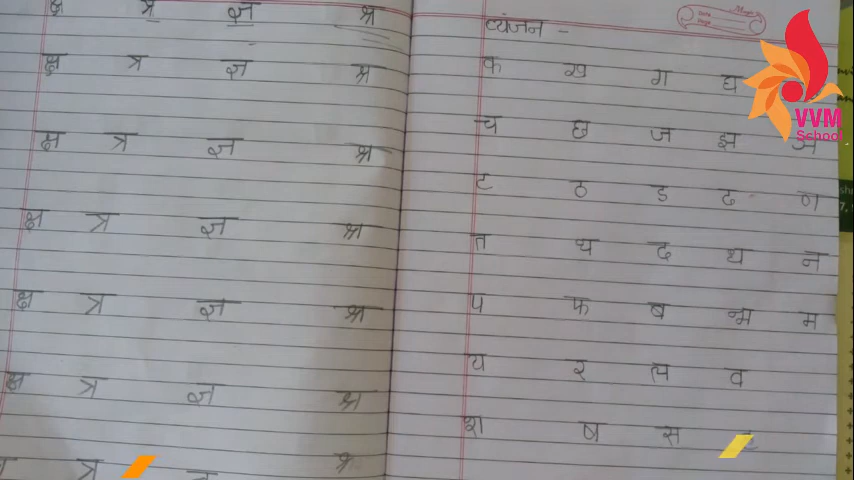 क्ष त्र ज्ञ श्र
क्ष त्र ज्ञ श्र
क्ष त्र ज्ञ श्र
क्ष त्र ज्ञ श्र
क्ष त्र ज्ञ श्र
क्ष त्र ज्ञ श्र
त्र श्र
व्यंजन -
क ख ग घ
च छ ज झ ञ
ट ठ ड ढ ण
त थ द ध न
प फ ब भ म
य र ल व
श ष स
VVM
School